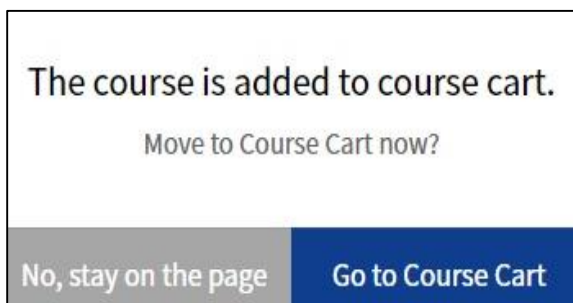 The course is added to course cart.
Move to Course Cart now?
No, stay on the page
Go to Course Cart